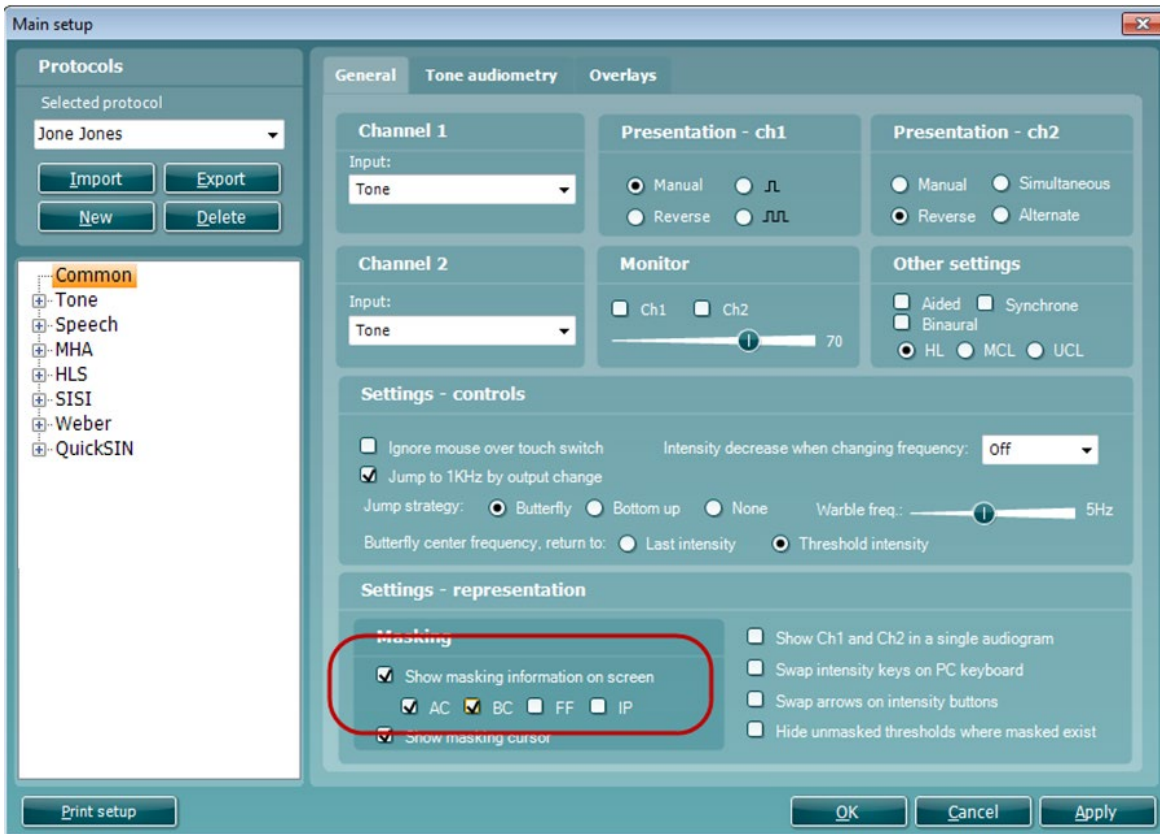 Main setup
Protocols
Selected protocol
Jone Jones
Import Export
New Delete
Common
Tone
Speech
MHA
HLS
SISI
Weber
QuickSIN
General Tone audiometry Overlays
Channel 1
Input:
Tone
Presentation - ch1
Manual
Reverse
Presentation - ch2
Manual Simultaneous
Reverse Alternate
Channel 2
Input:
Tone
Monitor
Ch1 Ch2
70
Other settings
Aided Synchrone
Binaural
HL MCL UCL
Settings - controls
Ignore mouse over touch switch Intensity decrease when changing frequency: Off
Jump to 1KHz by output change
Jump strategy: Butterfly Bottom up None Warble freq.: 5Hz
Butterfly center frequency, return to: Last intensity Threshold intensity
Settings - representation
Masking
Show masking information on screen
AC BC FF IP
Show masking cursor
Show Ch1 and Ch2 in a single audiogram
Swap intensity keys on PC keyboard
Swap arrows on intensity buttons
Hide unmasked thresholds where masked exist
Print setup OK Cancel Apply